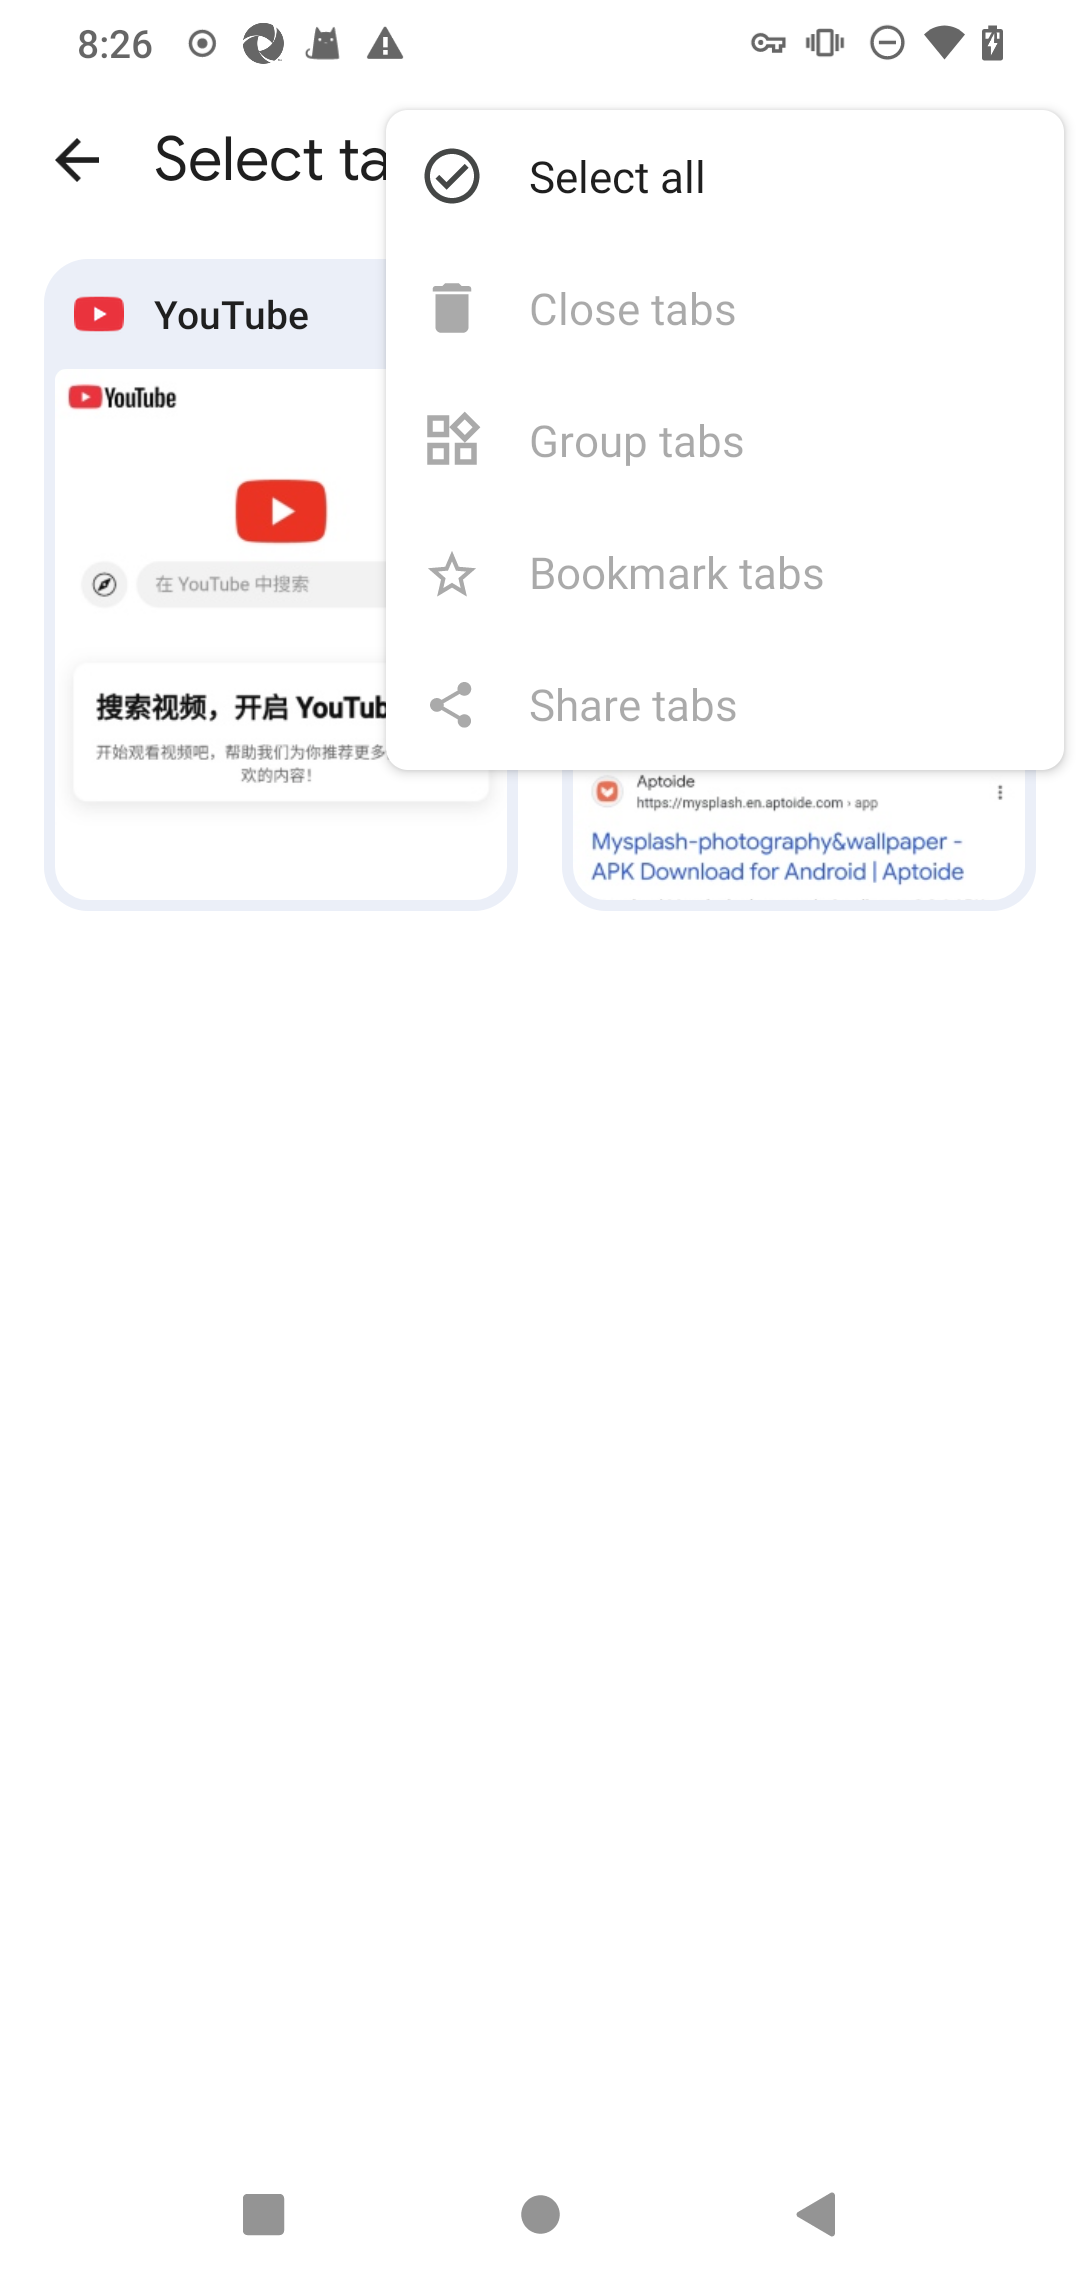 8:26
Select ta
Select all
Close tabs
Group tabs
Bookmark tabs
Share tabs
YouTube
YouTube
在 YouTube 中搜索
搜索视频，开启 YouTub
开始观看视频吧，帮助我们为你推荐更多
欢的内容！
Aptoide
https://mysplash.en.aptoide.com › app
Mysplash-photography&wallpaper -
APK Download for Android | Aptoide